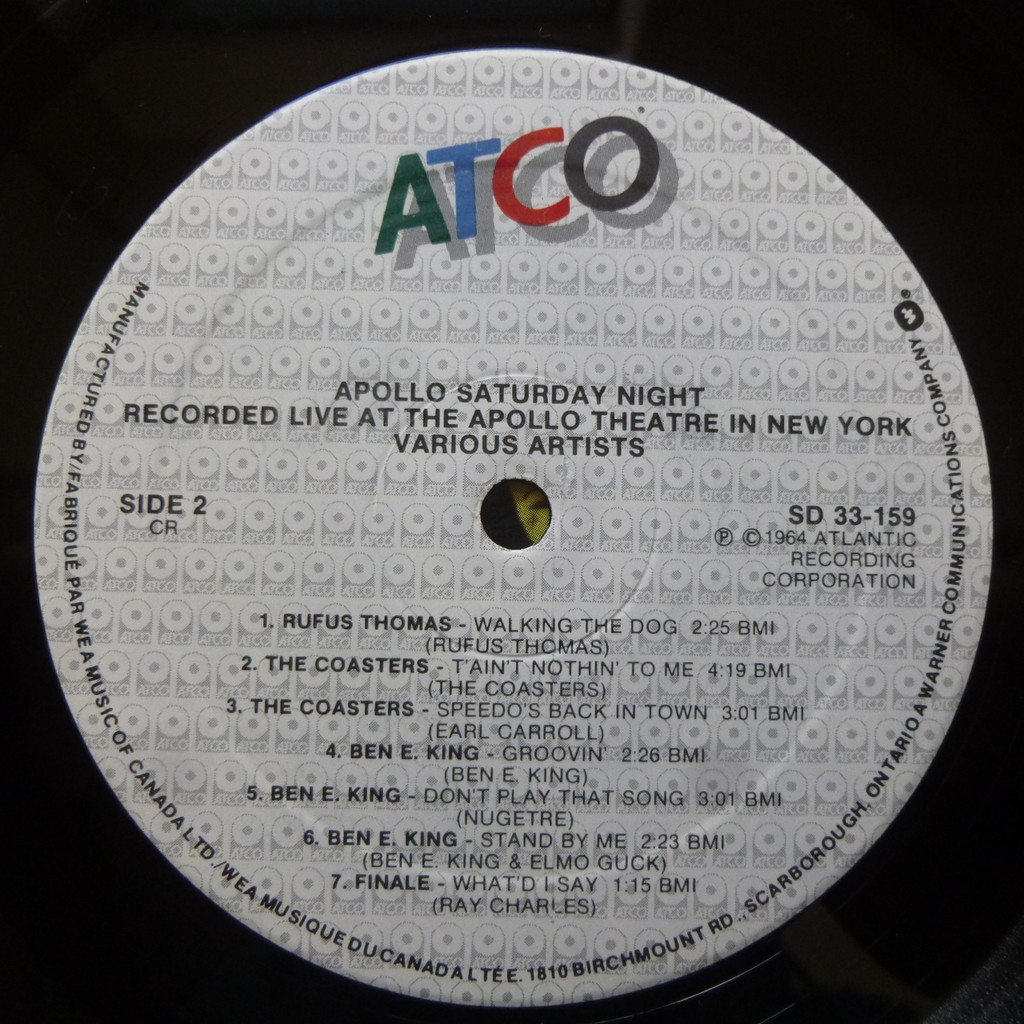 ATCO
APOLLO SATURDAY NIGHT
RECORDED LIVE AT THE APOLLO THEATRE IN NEW YORK
VARIOUS ARTISTS
SIDE 2
CR
SD 33-159
℗ © 1964 ATLANTIC
RECORDING
CORPORATION
1. RUFUS THOMAS - WALKING THE DOG 2:25 BMI
(RUFUS THOMAS)
2. THE COASTERS - T'AIN'T NOTHIN' TO ME 4:19 BMI
(THE COASTERS)
3. THE COASTERS - SPEEDO'S BACK IN TOWN 3:01 BMI
(EARL CARROLL)
4. BEN E. KING - GROOVIN' 2:26 BMI
(BEN E. KING)
5. BEN E. KING - DON'T PLAY THAT SONG 3:01 BMI
(NUGETRE)
6. BEN E. KING - STAND BY ME 2:23 BMI
(BEN E. KING & ELMO GUCK)
7. FINALE - WHAT'D I SAY 1:15 BMI
(RAY CHARLES)
MANUFACTURED BY/FABRIQUÉ PAR WEA MUSIC OF CANADA LTD./WEA MUSIQUE DU CANADA LTÉE. 1810 BIRCHMOUNT RD., SCARBOROUGH, ONTARIO A WARNER COMMUNICATIONS COMPANY